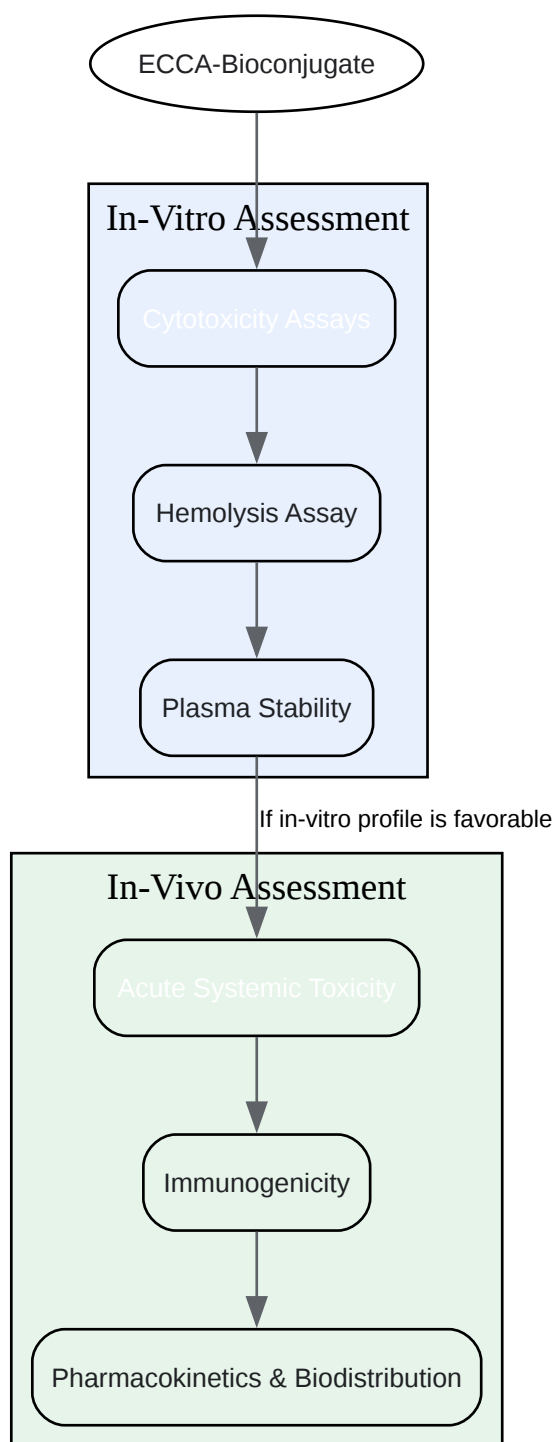 ECCA-Bioconjugate
In-Vitro Assessment
Cytotoxicity Assays
Hemolysis Assay
Plasma Stability
If in-vitro profile is favorable
In-Vivo Assessment
Acute Systemic Toxicity
Immunogenicity
Pharmacokinetics & Biodistribution